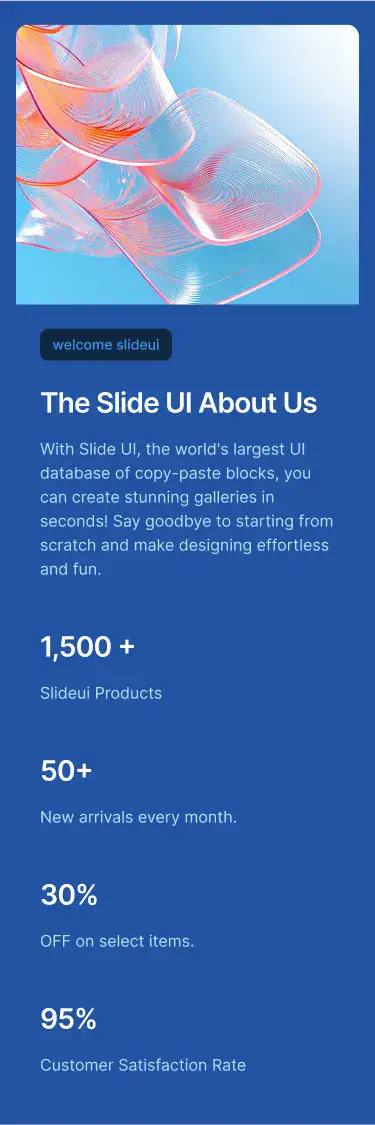 welcome slideui
The Slide UI About Us
With Slide UI, the world's largest UI
database of copy-paste blocks, you
can create stunning galleries in
seconds! Say goodbye to starting from
scratch and make designing effortless
and fun.
1,500 +
Slideui Products
50+
New arrivals every month.
30%
OFF on select items.
95%
Customer Satisfaction Rate